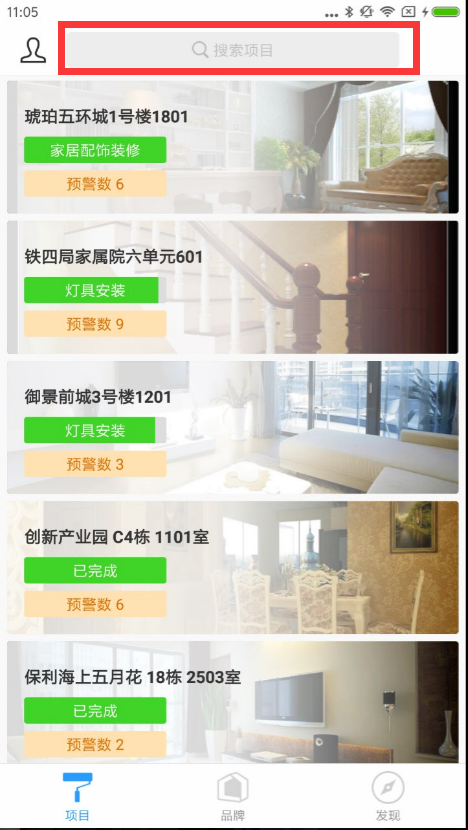 11:05
搜索项目
琥珀五环城1号楼1801
家居配饰装修
预警数 6
铁四局家属院六单元601
灯具安装
预警数 9
御景前城3号楼1201
灯具安装
预警数 3
创新产业园 C4栋 1101室
已完成
预警数 6
保利海上五月花 18栋 2503室
已完成
预警数 2
项目
品牌
发现